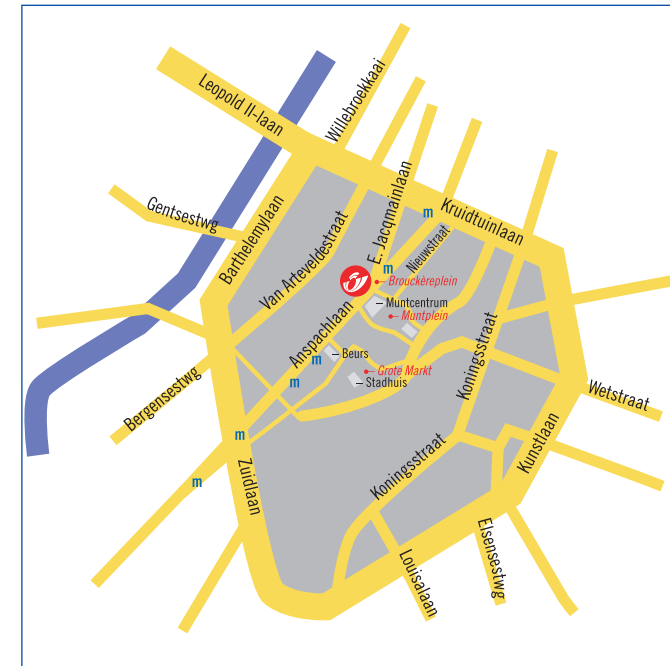 Willebroekkaai
Leopold II-laan
Gentsestwg
Barthelemylaan
Van Arteveldestraat
E. Jacqmainlaan
m
Kruidtuinlaan
Nieuwstraat
m
Brouckèreplein
Muntcentrum
Muntplein
Anspachlaan
m
Beurs
Grote Markt
m
Stadhuis
Koningsstraat
Wetstraat
Bergensestwg
m
Kunstlaan
Koningsstraat
m
Zuidlaan
Elsensestwg
Louisalaan